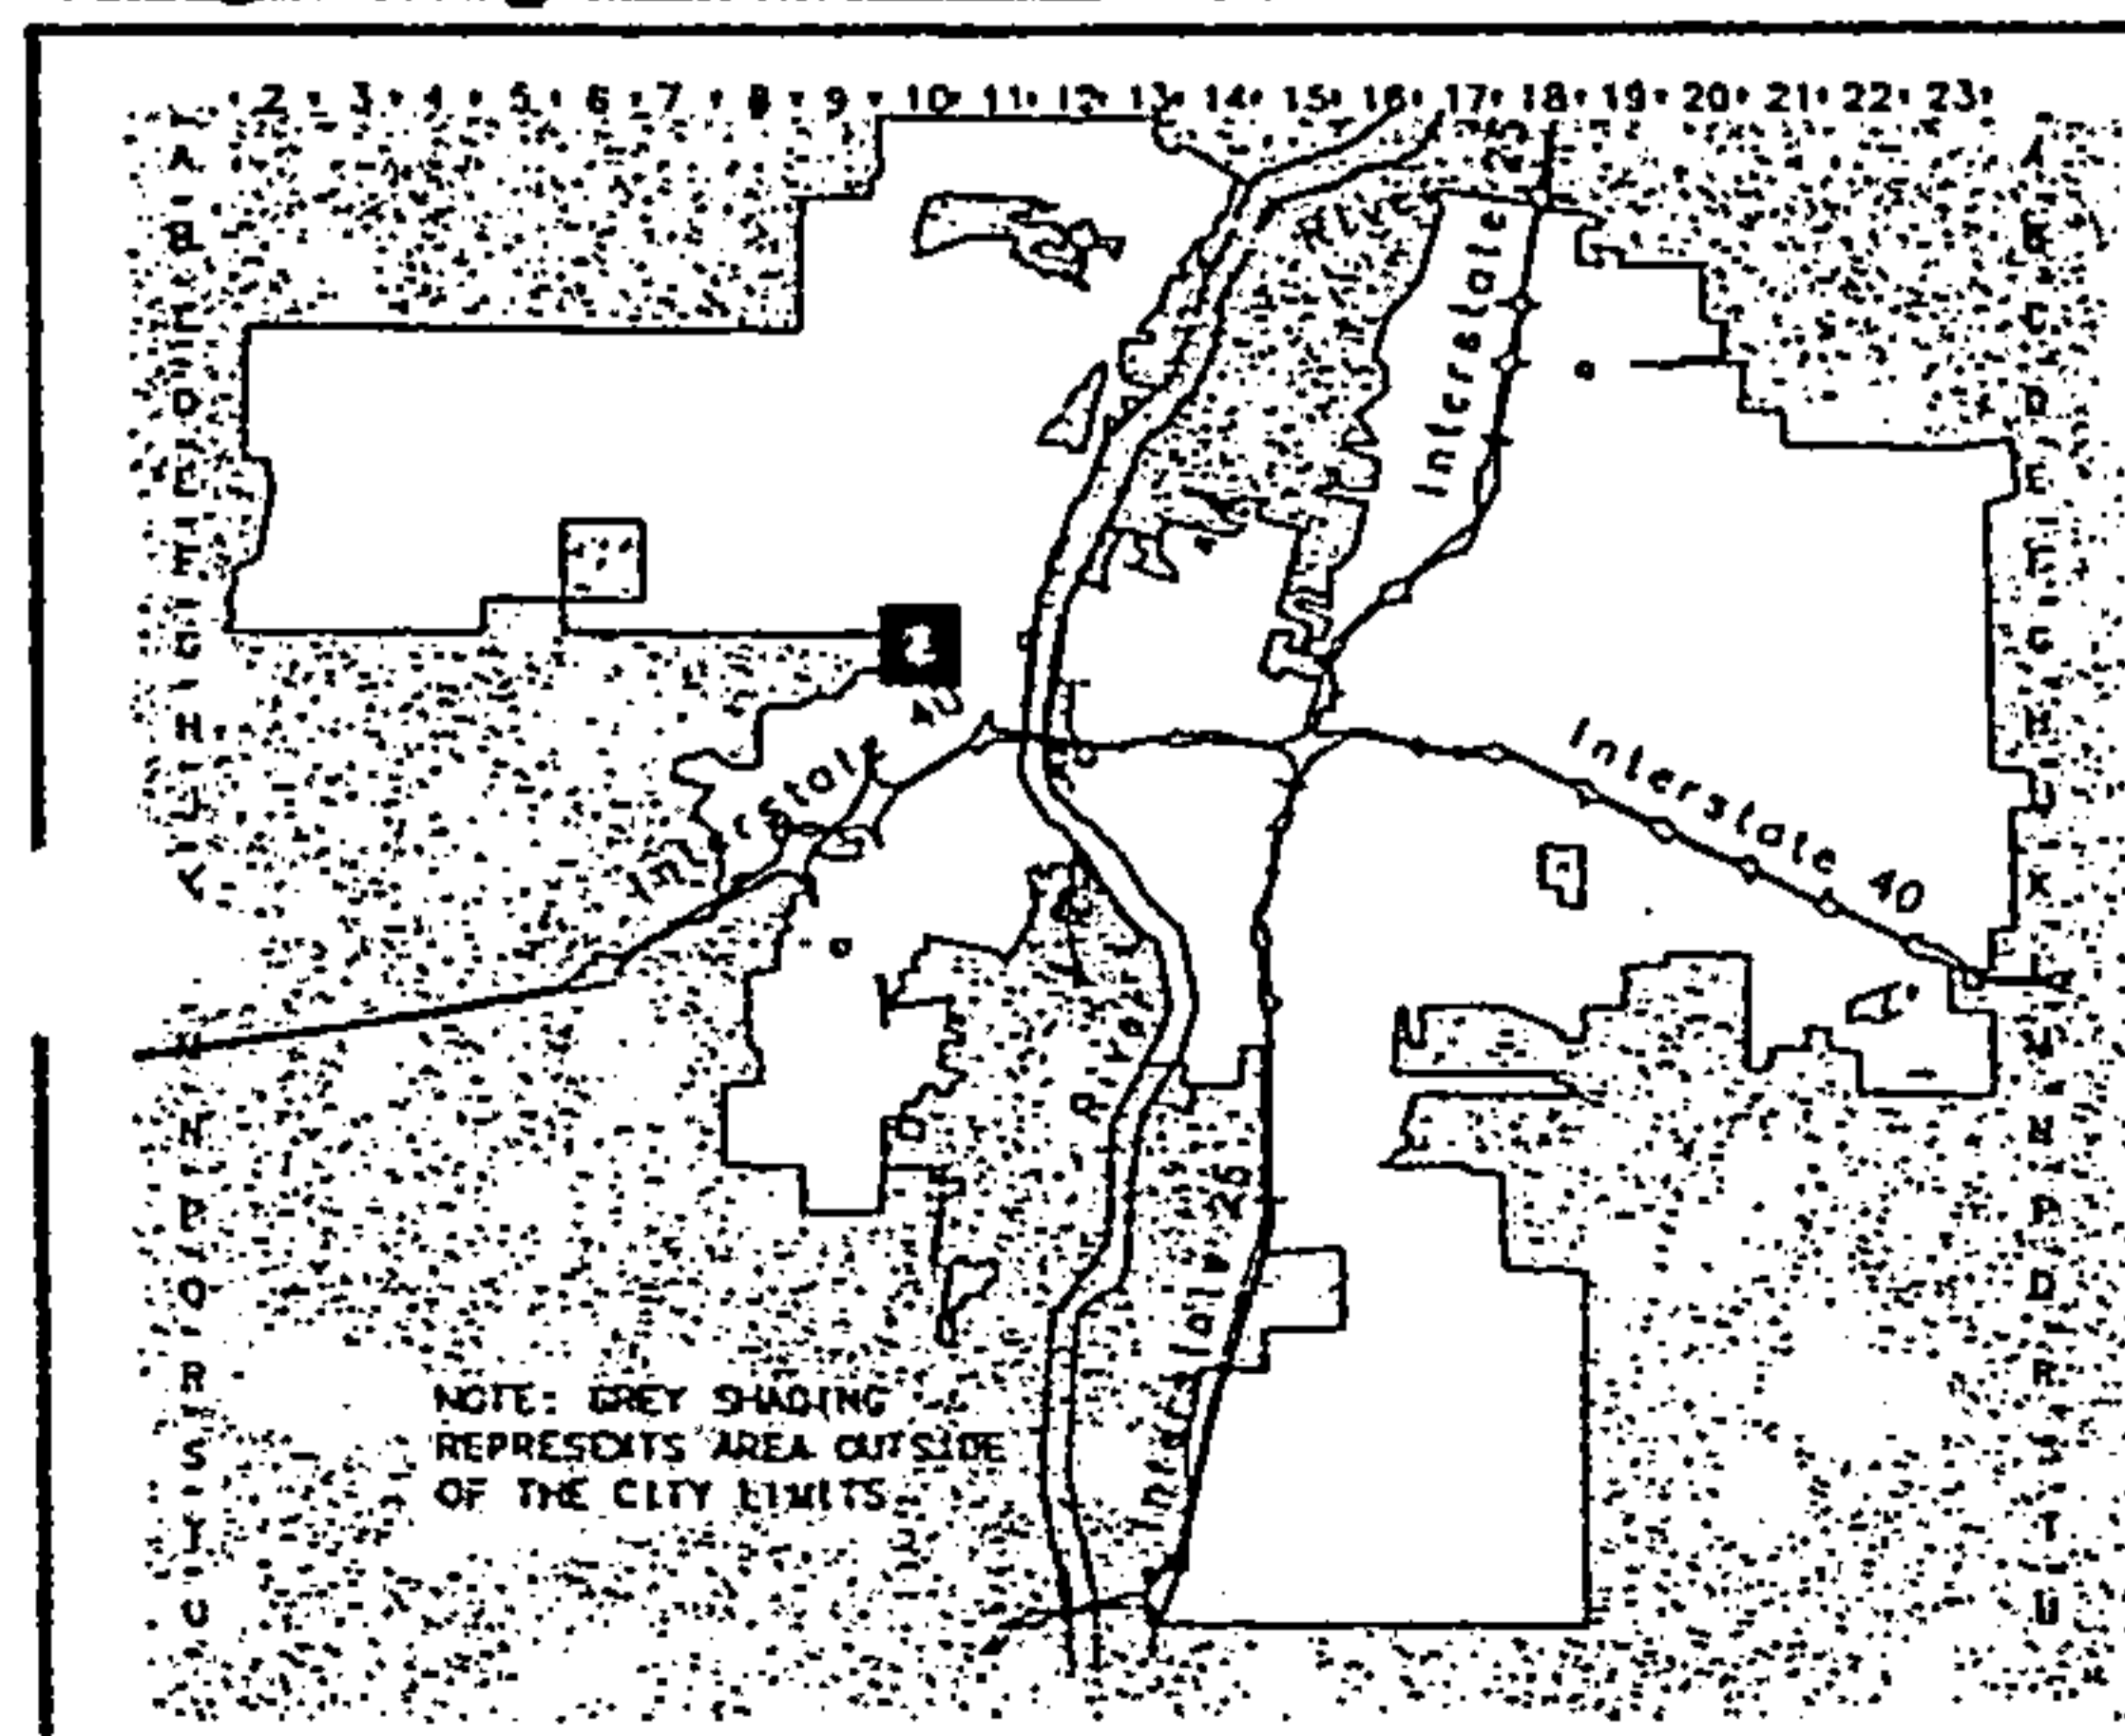 2 3 4 5 6 7 8 9 10 11 12 13 14 15 16 17 18 19 20 21 22 23
A
A
B
C
D
D
E
E
F
G
G
H
H
J
K
M
N
N
P
P
Q
R
R
S
S
T
T
U
U
River
Interstate 25
Interstate 40
Interstate 40
River
Interstate 25
NOTE: GREY SHADING
REPRESENTS AREA OUTSIDE
OF THE CITY LIMITS